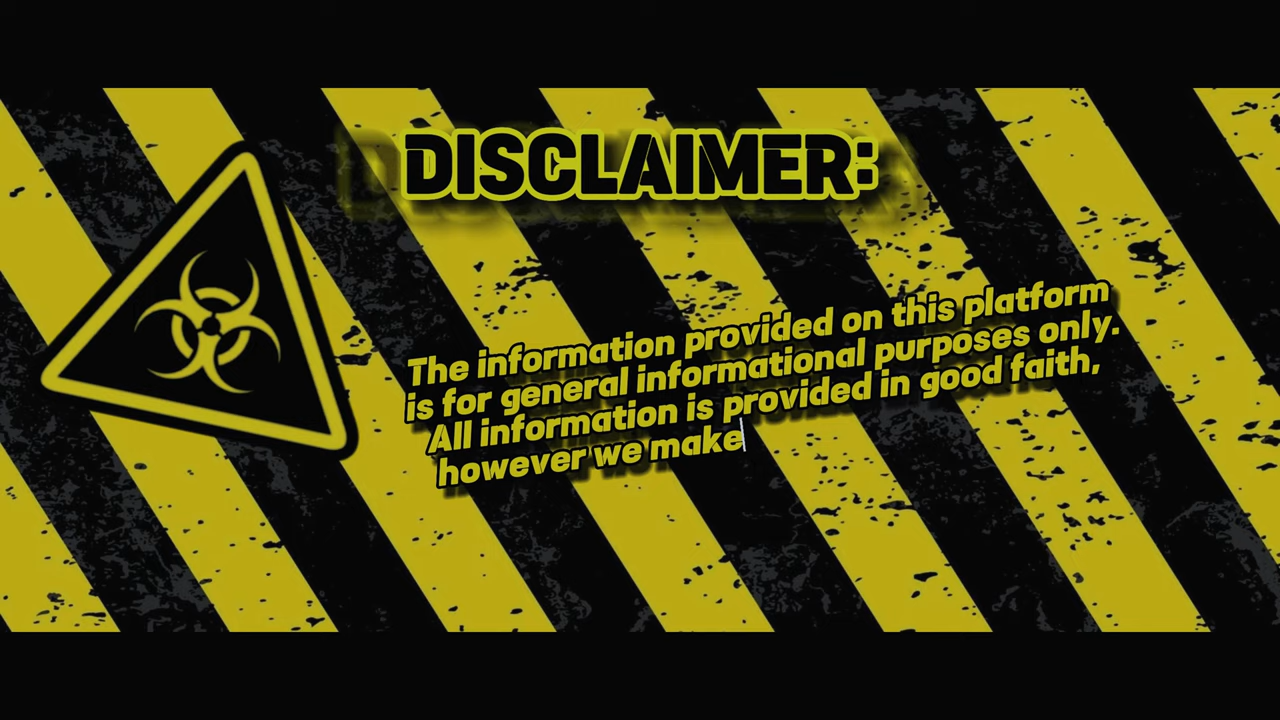 DISCLAIMER:
The information provided on this platform
is for general informational purposes only.
All information is provided in good faith,
however we make